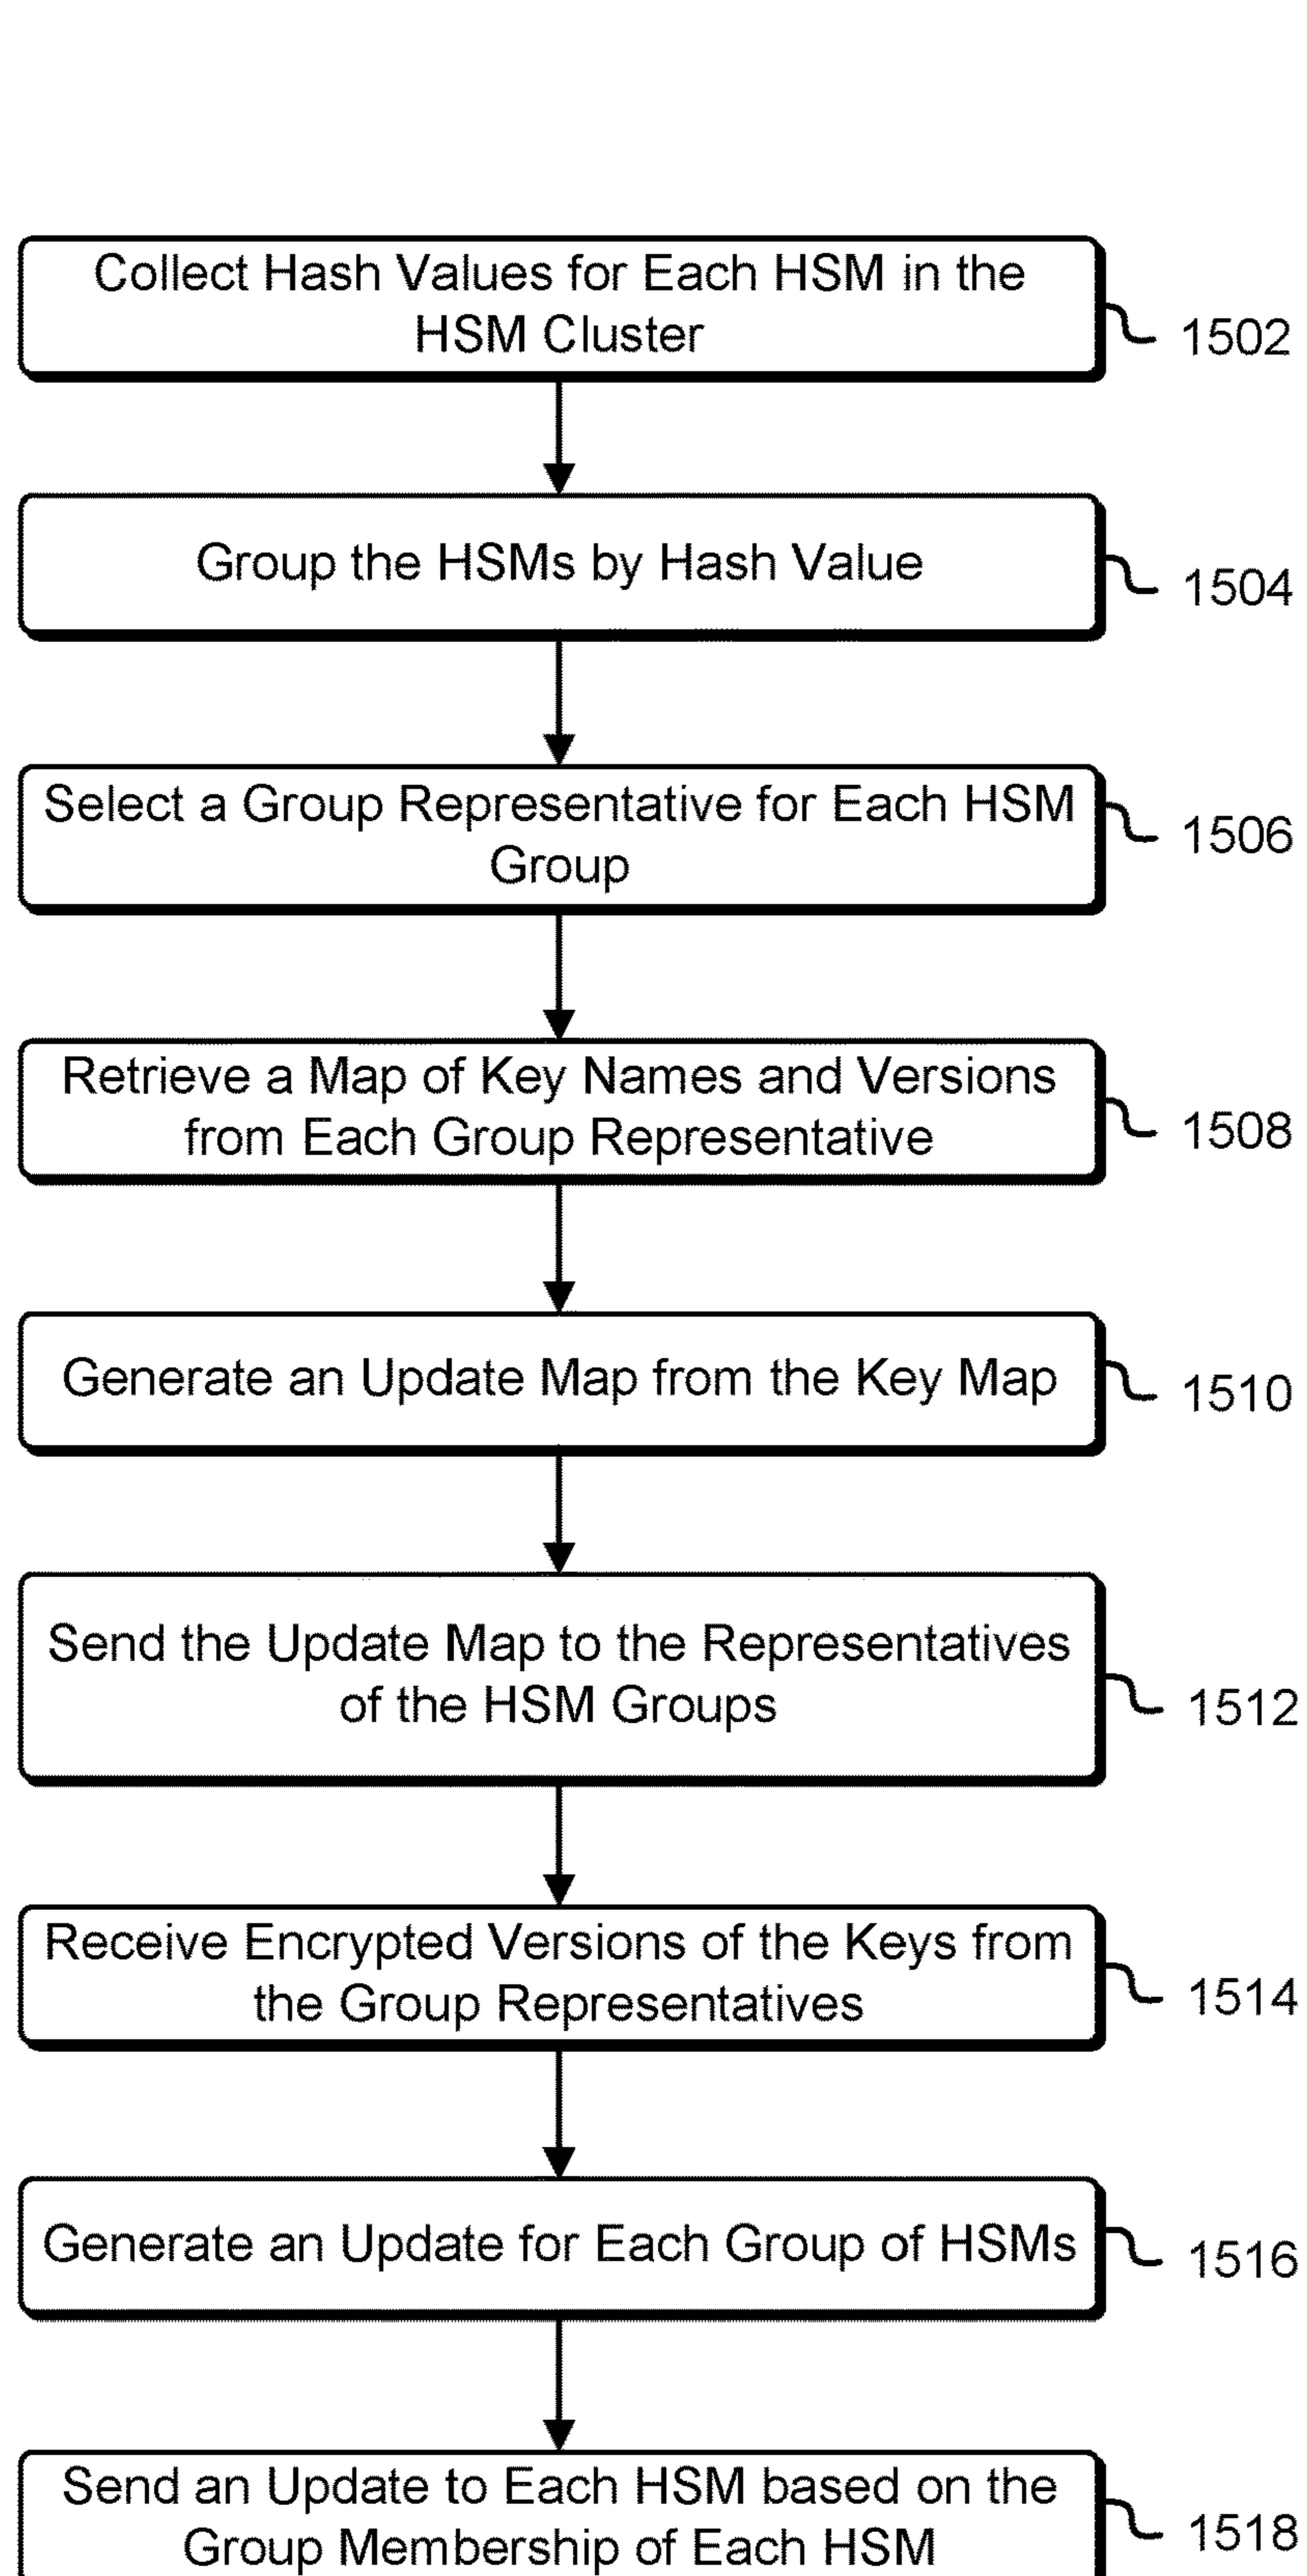 Collect Hash Values for Each HSM in the
HSM Cluster
1502
Group the HSMs by Hash Value
1504
Select a Group Representative for Each HSM
Group
1506
Retrieve a Map of Key Names and Versions
from Each Group Representative
1508
Generate an Update Map from the Key Map
1510
Send the Update Map to the Representatives
of the HSM Groups
1512
Receive Encrypted Versions of the Keys from
the Group Representatives
1514
Generate an Update for Each Group of HSMs
1516
Send an Update to Each HSM based on the
Group Membership of Each HSM
1518